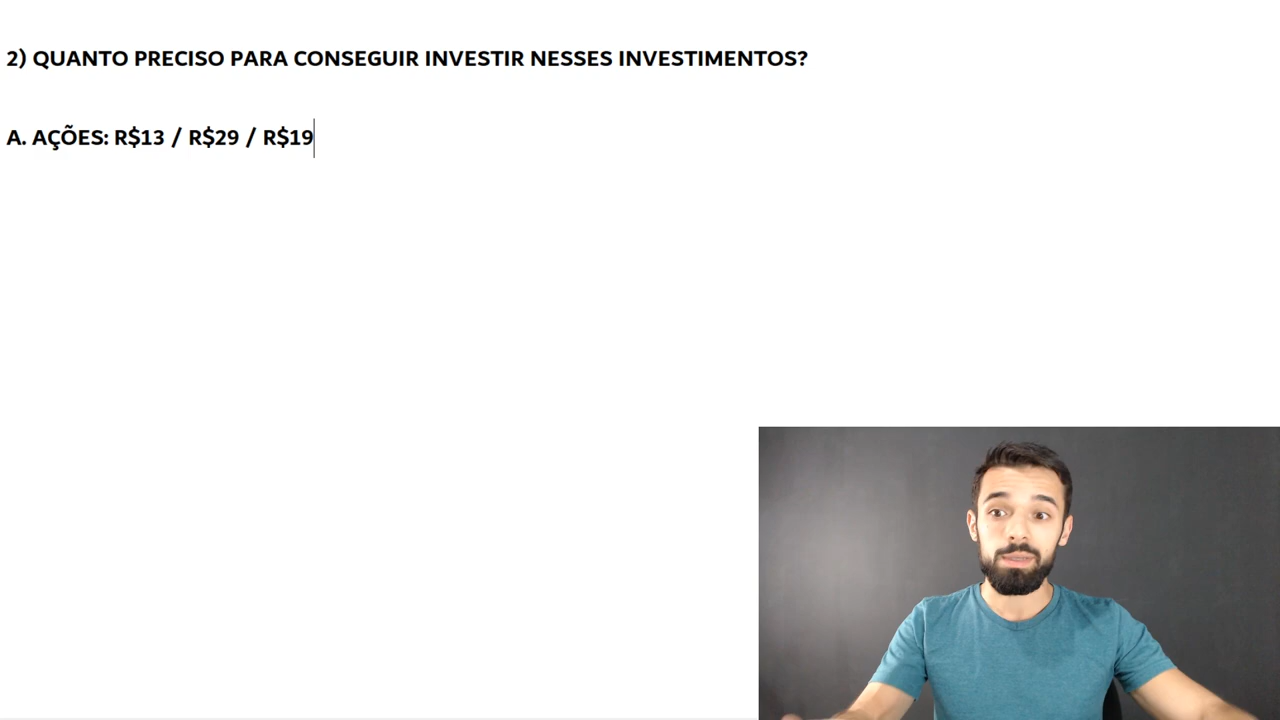 2) QUANTO PRECISO PARA CONSEGUIR INVESTIR NESSES INVESTIMENTOS?
A. AÇÕES: R$13 / R$29 / R$19